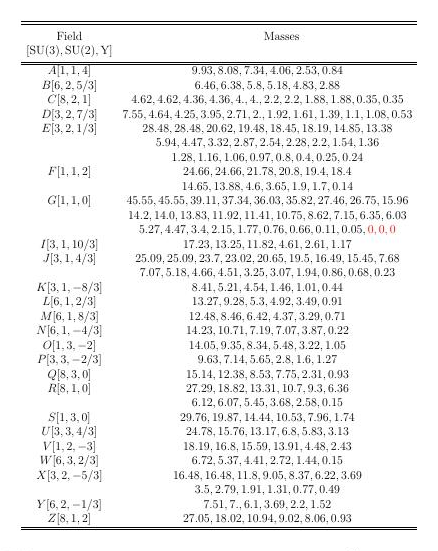 Field Masses
[SU(3), SU(2), Y]
A[1, 1, 4] 9.93, 8.08, 7.34, 4.06, 2.53, 0.84
B[6, 2, 5/3] 6.46, 6.38, 5.8, 5.18, 4.83, 2.88
C[8, 2, 1] 4.62, 4.62, 4.36, 4.36, 4., 4., 2.2, 2.2, 1.88, 1.88, 0.35, 0.35
D[3, 2, 7/3] 7.55, 4.64, 4.25, 3.95, 2.71, 2., 1.92, 1.61, 1.39, 1.1, 1.08, 0.53
E[3, 2, 1/3] 28.48, 28.48, 20.62, 19.48, 18.45, 18.19, 14.85, 13.38
5.94, 4.47, 3.32, 2.87, 2.54, 2.28, 2.2, 1.54, 1.36
1.28, 1.16, 1.06, 0.97, 0.8, 0.4, 0.25, 0.24
F[1, 1, 2] 24.66, 24.66, 21.78, 20.8, 19.4, 18.4
14.65, 13.88, 4.6, 3.65, 1.9, 1.7, 0.14
G[1, 1, 0] 45.55, 45.55, 39.11, 37.34, 36.03, 35.82, 27.46, 26.75, 15.96
14.2, 14.0, 13.83, 11.92, 11.41, 10.75, 8.62, 7.15, 6.35, 6.03
5.27, 4.47, 3.4, 2.15, 1.77, 0.76, 0.66, 0.11, 0.05, 0, 0, 0
I[3, 1, 10/3] 17.23, 13.25, 11.82, 4.61, 2.61, 1.17
J[3, 1, 4/3] 25.09, 25.09, 23.7, 23.02, 20.65, 19.5, 16.49, 15.45, 7.68
7.07, 5.18, 4.66, 4.51, 3.25, 3.07, 1.94, 0.86, 0.68, 0.23
K[3, 1, −8/3] 8.41, 5.21, 4.54, 1.46, 1.01, 0.44
L[6, 1, 2/3] 13.27, 9.28, 5.3, 4.92, 3.49, 0.91
M[6, 1, 8/3] 12.48, 8.46, 6.42, 4.37, 3.29, 0.71
N[6, 1, −4/3] 14.23, 10.71, 7.19, 7.07, 3.87, 0.22
O[1, 3, −2] 14.05, 9.35, 8.34, 5.48, 3.22, 1.05
P[3, 3, −2/3] 9.63, 7.14, 5.65, 2.8, 1.6, 1.27
Q[8, 3, 0] 15.14, 12.38, 8.53, 7.75, 2.31, 0.93
R[8, 1, 0] 27.29, 18.82, 13.31, 10.7, 9.3, 6.36
6.12, 6.07, 5.45, 3.68, 2.58, 0.15
S[1, 3, 0] 29.76, 19.87, 14.44, 10.53, 7.96, 1.74
U[3, 3, 4/3] 24.78, 15.76, 13.17, 6.8, 5.83, 3.13
V[1, 2, −3] 18.19, 16.8, 15.59, 13.91, 4.48, 2.43
W[6, 3, 2/3] 6.72, 5.37, 4.41, 2.72, 1.44, 0.15
X[3, 2, −5/3] 16.48, 16.48, 11.8, 9.05, 8.37, 6.22, 3.69
3.5, 2.79, 1.91, 1.31, 0.77, 0.49
Y[6, 2, −1/3] 7.51, 7., 6.1, 3.69, 2.2, 1.52
Z[8, 1, 2] 27.05, 18.02, 10.94, 9.02, 8.06, 0.93